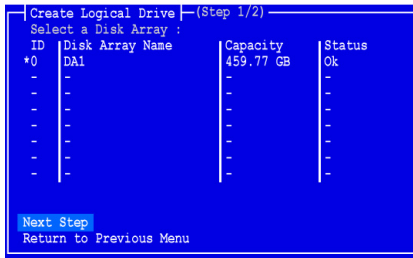 Create Logical Drive (Step 1/2)
Select a Disk Array :
ID Disk Array Name Capacity Status
*0 DA1 459.77 GB Ok
- - - -
- - - -
- - - -
- - - -
- - - -
- - - -
- - - -
Next Step
Return to Previous Menu